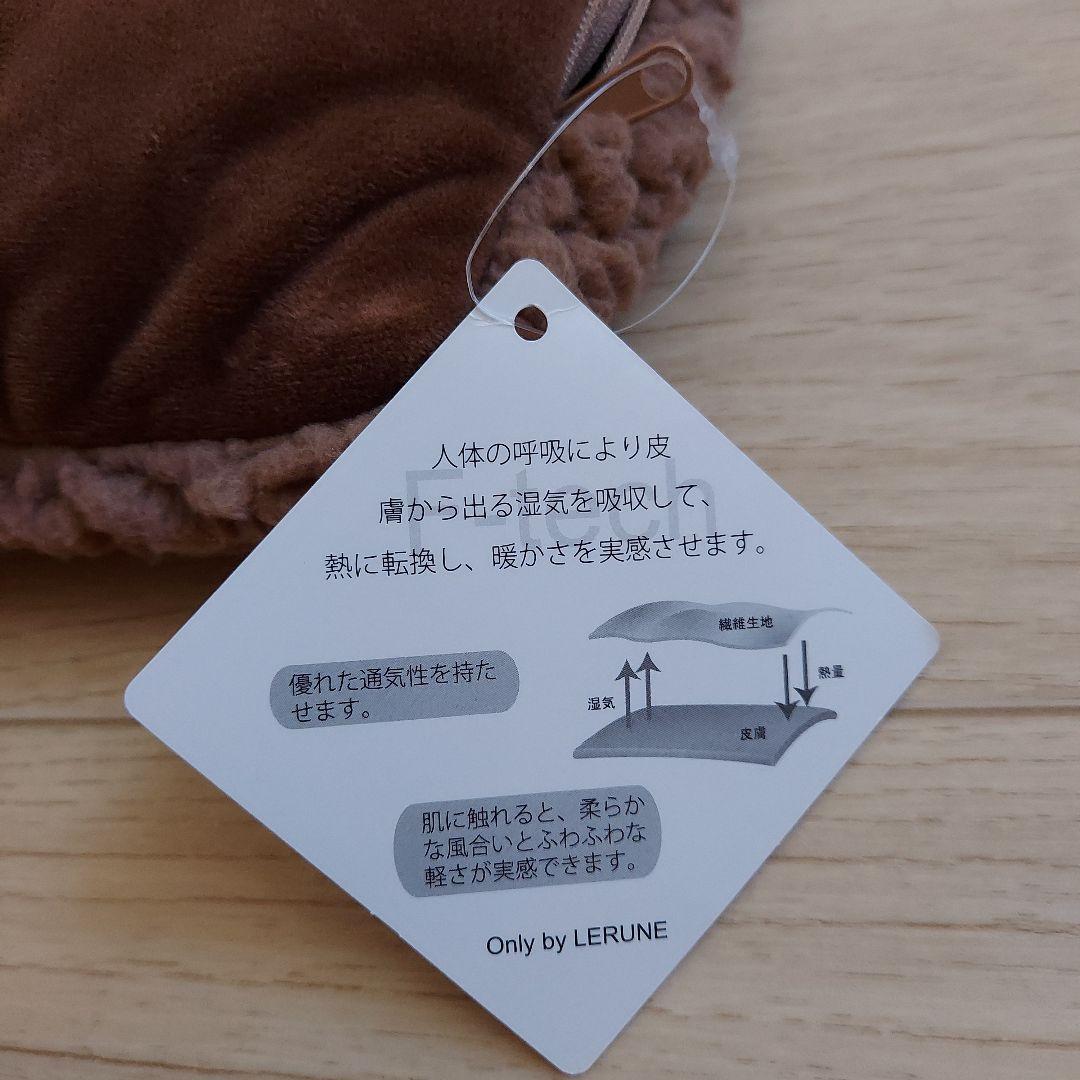 人体の呼吸により皮
F-tech
膚から出る湿気を吸収して、
熱に転換し、暖かさを実感させます。
繊維生地
熱量
湿気
皮膚
優れた通気性を持た
せます。
肌に触れると、柔らか
な風合いとふわふわな
軽さが実感できます。
Only by LERUNE